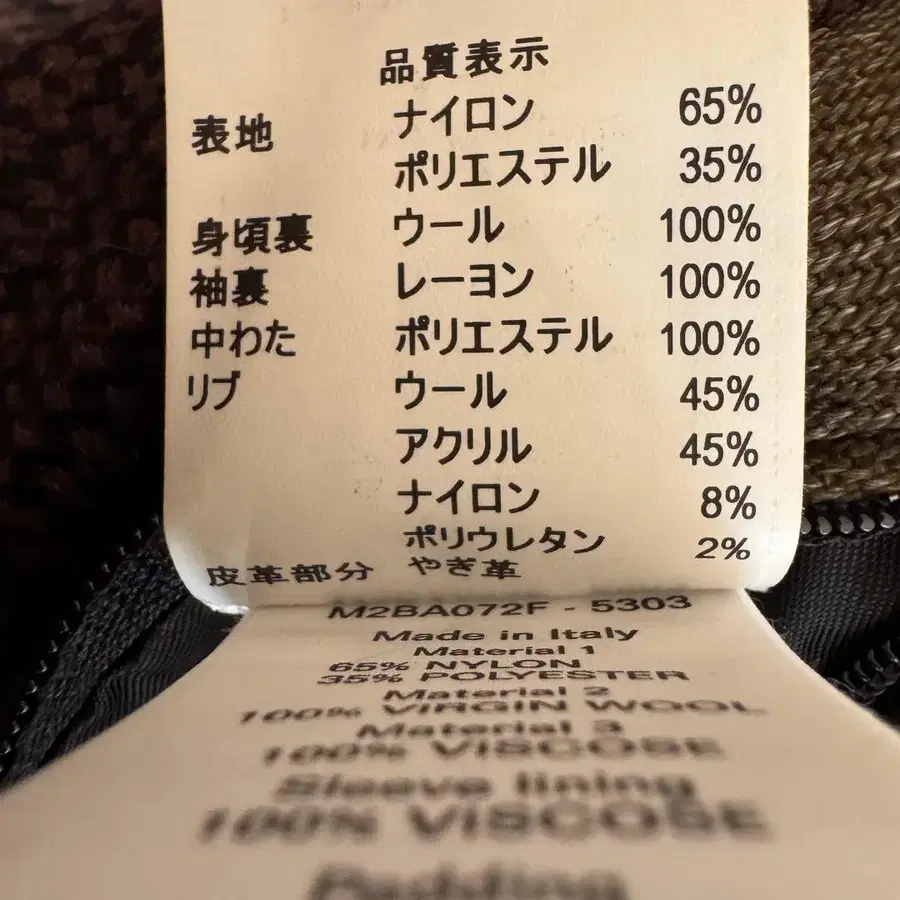 品質表示
表地 ナイロン 65%
ポリエステル 35%
身頃裏 ウール 100%
袖裏 レーヨン 100%
中わた ポリエステル 100%
リブ ウール 45%
アクリル 45%
ナイロン 8%
ポリウレタン 2%
皮革部分 やぎ革
M2BA072F - 5303
Made in Italy
Material 1
65% NYLON
35% POLYESTER
Material 2
100% VIRGIN WOOL
Material 3
100% VISCOSE
Sleeve lining
100% VISCOSE
Padding